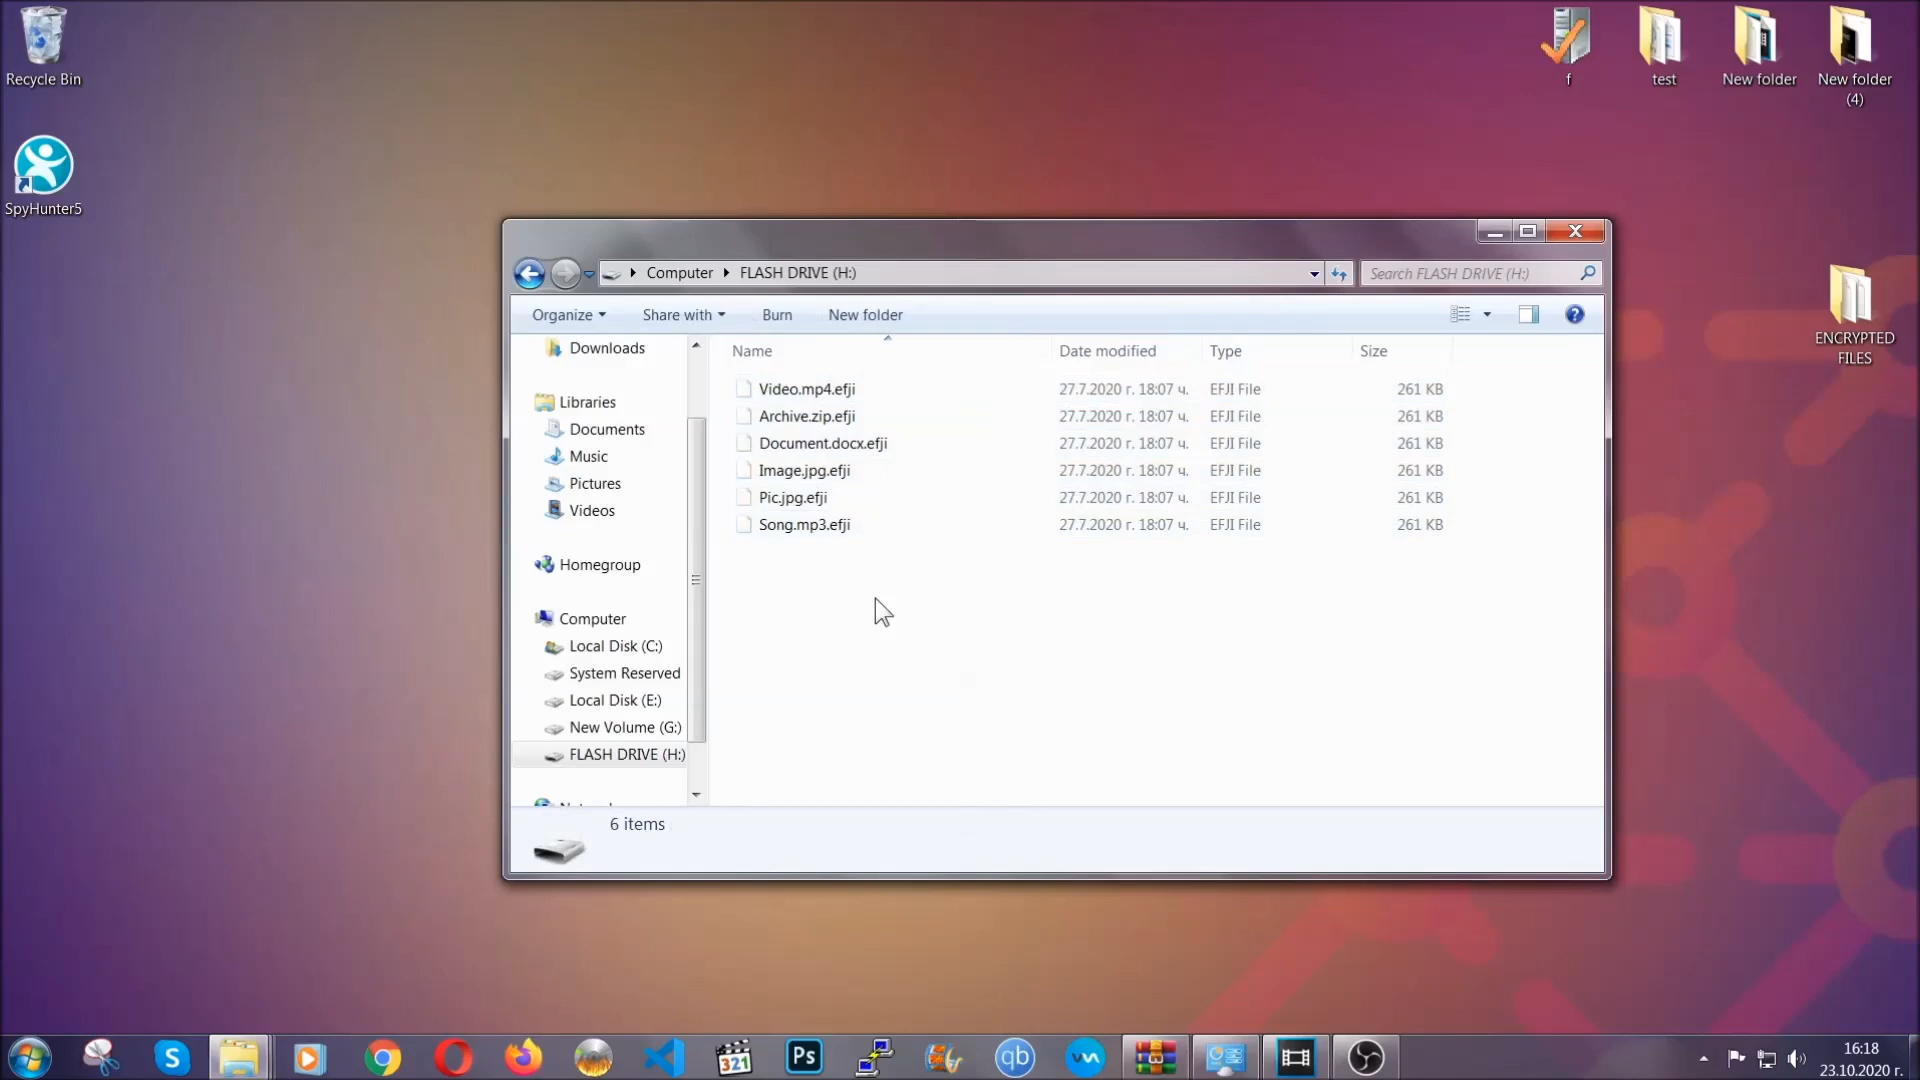 Recycle Bin
SpyHunter5
f
test
New folder
New folder
(4)
ENCRYPTED
FILES
Computer
FLASH DRIVE (H:)
Search FLASH DRIVE (H:)
Organize
Share with
Burn
New folder
Downloads
Libraries
Documents
Music
Pictures
Videos
Homegroup
Computer
Local Disk (C:)
System Reserved
Local Disk (E:)
New Volume (G:)
FLASH DRIVE (H:)
Name Date modified Type Size
Video.mp4.efji 27.7.2020 г. 18:07 ч. EFJI File 261 KB
Archive.zip.efji 27.7.2020 г. 18:07 ч. EFJI File 261 KB
Document.docx.efji 27.7.2020 г. 18:07 ч. EFJI File 261 KB
Image.jpg.efji 27.7.2020 г. 18:07 ч. EFJI File 261 KB
Pic.jpg.efji 27.7.2020 г. 18:07 ч. EFJI File 261 KB
Song.mp3.efji 27.7.2020 г. 18:07 ч. EFJI File 261 KB
6 items
S
321
Ps
qb
16:18
23.10.2020 г.